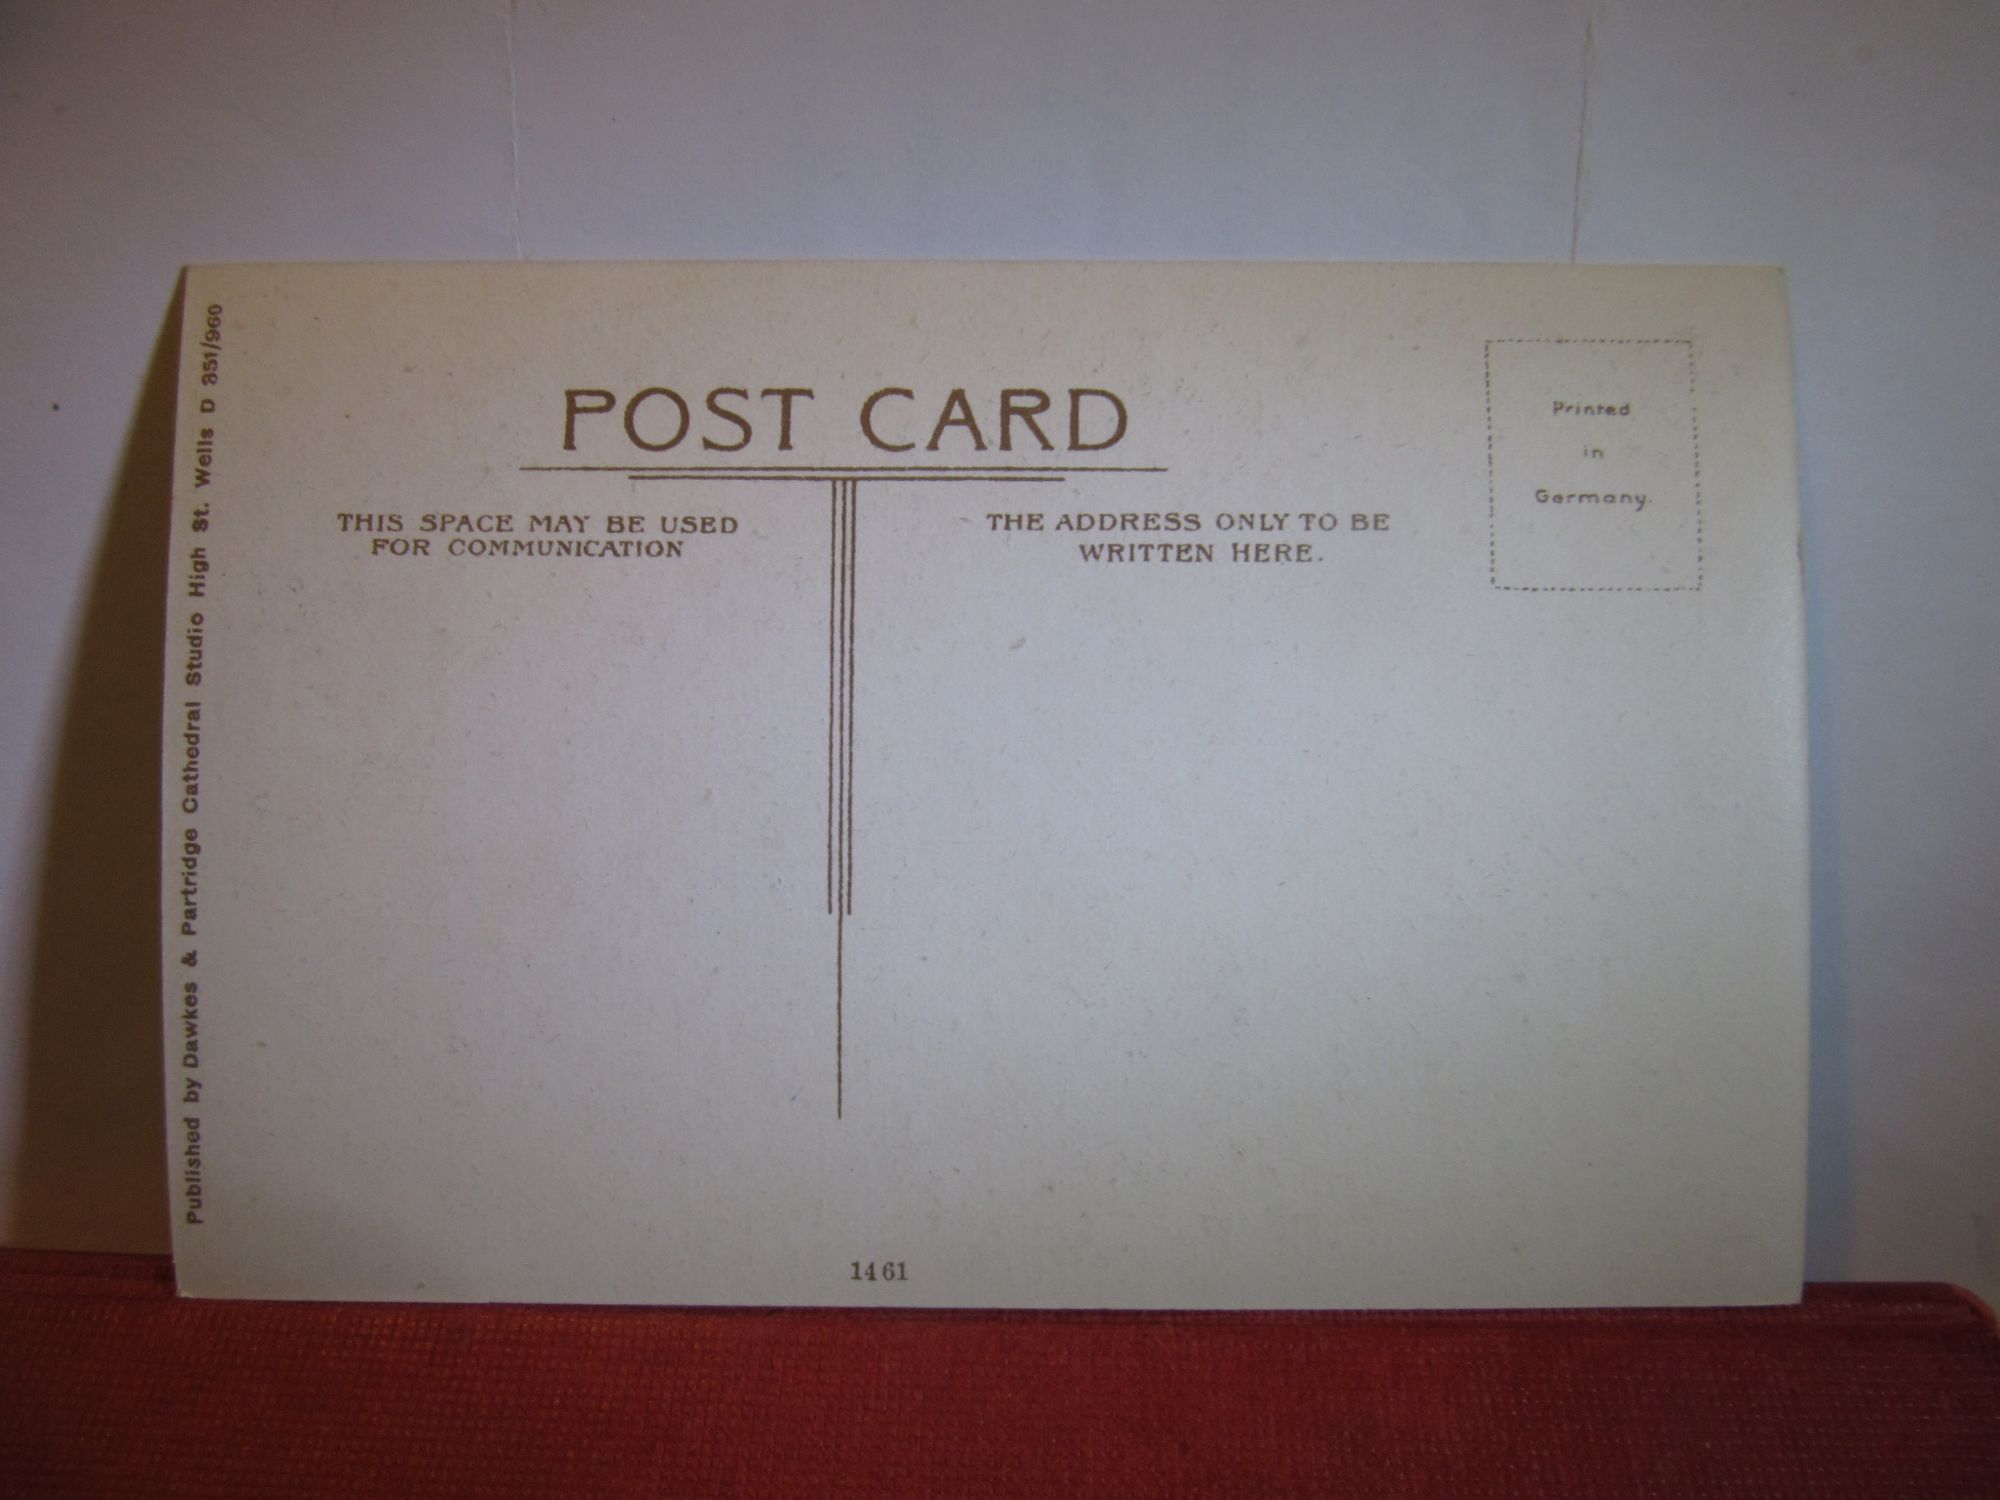 POST CARD
THIS SPACE MAY BE USED
FOR COMMUNICATION
THE ADDRESS ONLY TO BE
WRITTEN HERE.
Printed
in
Germany.
Published by Dawkes & Partridge Cathedral Studio High St. Wells D 351/960
1461